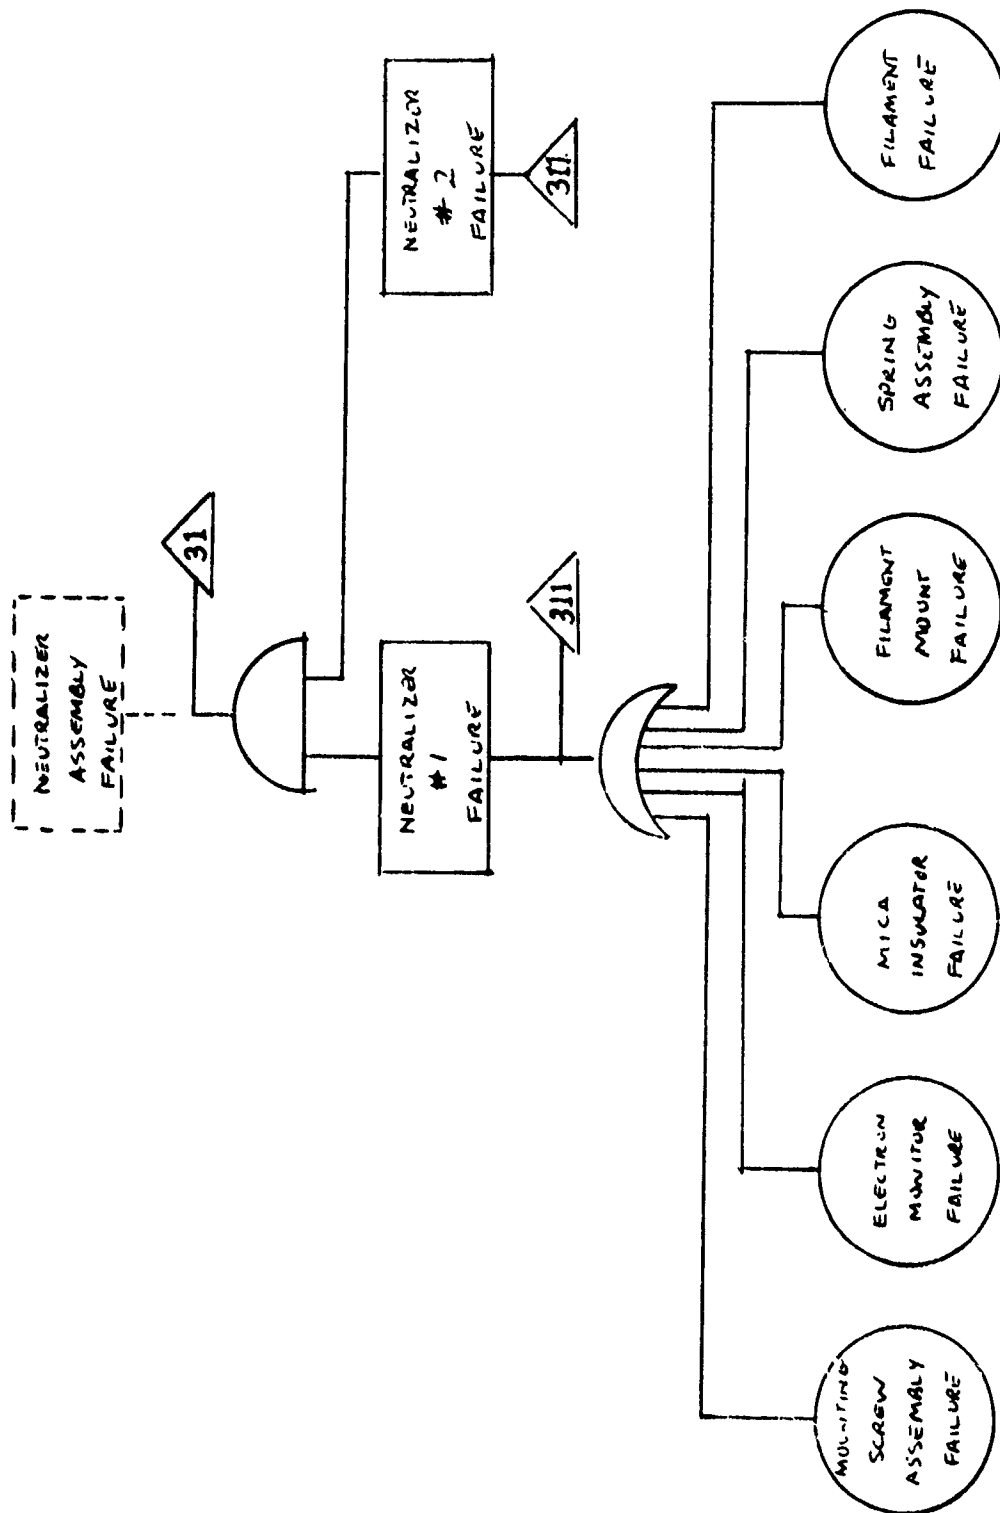 NEUTRALIZER
ASSEMBLY
FAILURE
31
NEUTRALIZER
#1
FAILURE
NEUTRALIZOR
# 2
FAILURE
311
311
MOUNTING
SCREW
ASSEMBLY
FAILURE
ELECTRON
MONITOR
FAILURE
MICA
INSULATOR
FAILURE
FILAMENT
MOUNT
FAILURE
SPRING
ASSEMBLY
FAILURE
FILAMENT
FAILURE